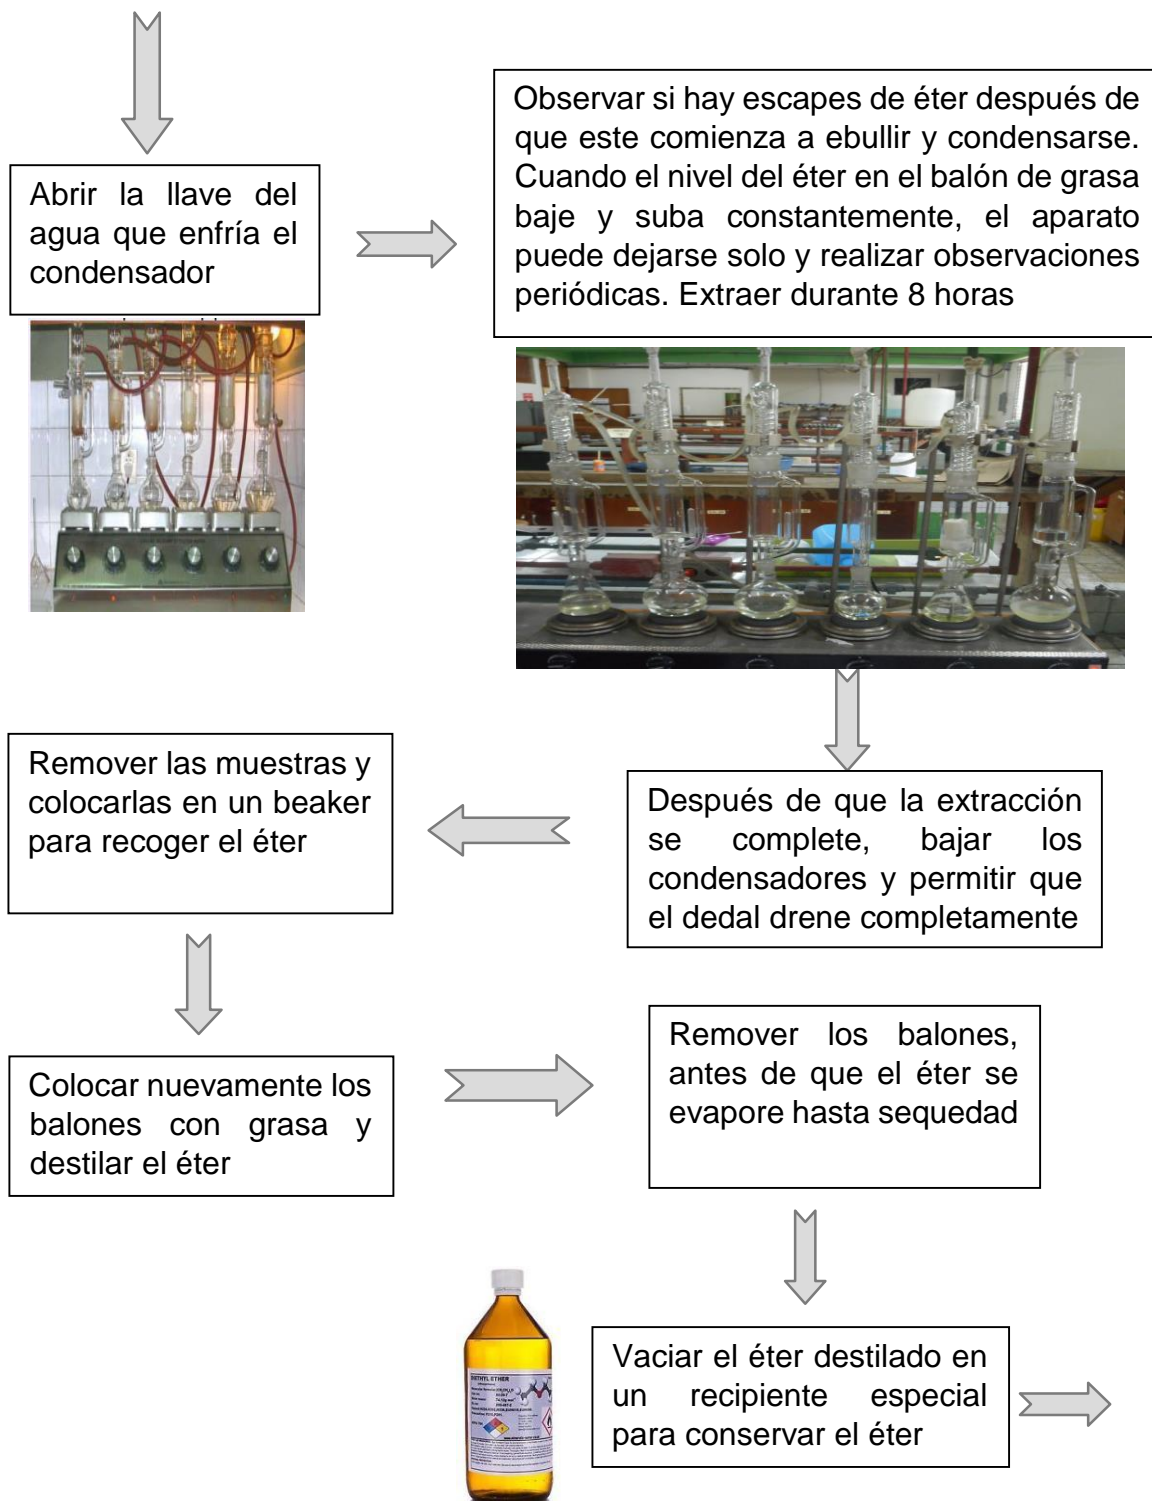 Abrir la llave del
agua que enfría el
condensador
Observar si hay escapes de éter después de
que este comienza a ebullir y condensarse.
Cuando el nivel del éter en el balón de grasa
baje y suba constantemente, el aparato
puede dejarse solo y realizar observaciones
periódicas. Extraer durante 8 horas
Después de que la extracción
se complete, bajar los
condensadores y permitir que
el dedal drene completamente
Remover las muestras y
colocarlas en un beaker
para recoger el éter
Colocar nuevamente los
balones con grasa y
destilar el éter
Remover los balones,
antes de que el éter se
evapore hasta sequedad
Vaciar el éter destilado en
un recipiente especial
para conservar el éter
DIETHYL ETHER